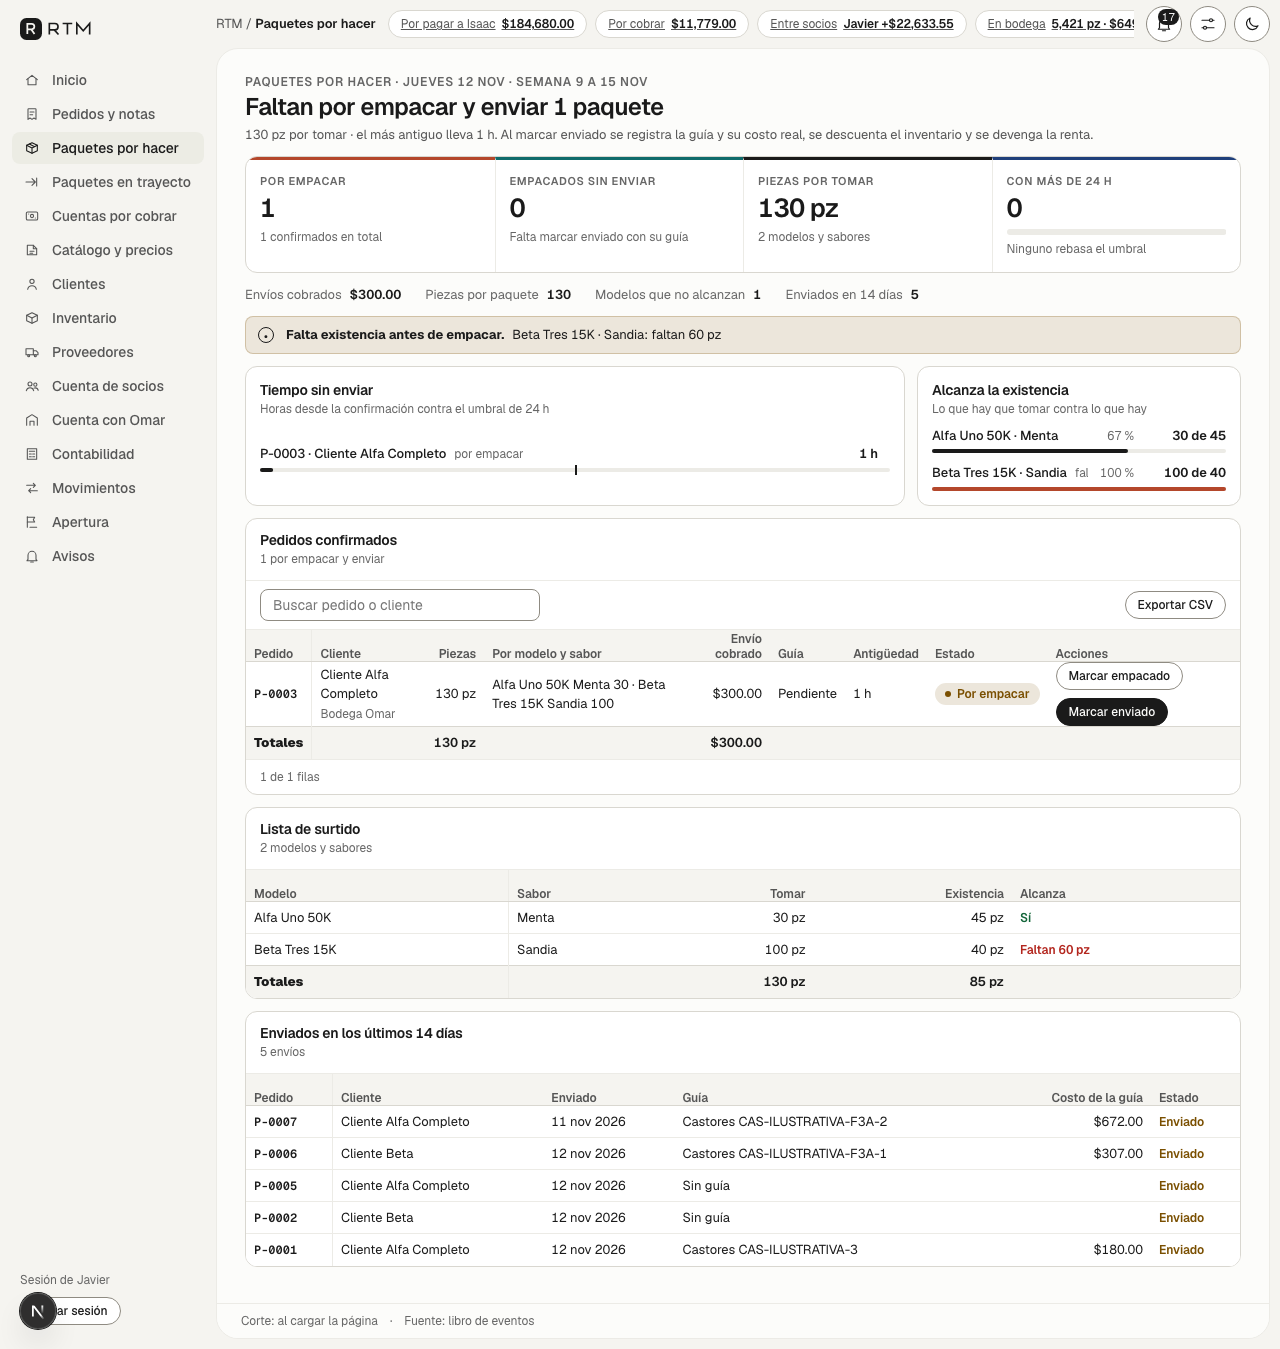 R RTM
RTM / Paquetes por hacer
Por pagar a Isaac $184,680.00
Por cobrar $11,779.00
Entre socios Javier +$22,633.55
En bodega 5,421 pz · $64
17
Inicio
Pedidos y notas
Paquetes por hacer
Paquetes en trayecto
Cuentas por cobrar
Catálogo y precios
Clientes
Inventario
Proveedores
Cuenta de socios
Cuenta con Omar
Contabilidad
Movimientos
Apertura
Avisos
Sesión de Javier
N ar sesión
PAQUETES POR HACER · JUEVES 12 NOV · SEMANA 9 A 15 NOV
Faltan por empacar y enviar 1 paquete
130 pz por tomar · el más antiguo lleva 1 h. Al marcar enviado se registra la guía y su costo real, se descuenta el inventario y se devenga la renta.
POR EMPACAR
1
1 confirmados en total
EMPACADOS SIN ENVIAR
0
Falta marcar enviado con su guía
PIEZAS POR TOMAR
130 pz
2 modelos y sabores
CON MÁS DE 24 H
0
Ninguno rebasa el umbral
Envíos cobrados $300.00 Piezas por paquete 130 Modelos que no alcanzan 1 Enviados en 14 días 5
Falta existencia antes de empacar. Beta Tres 15K · Sandia: faltan 60 pz
Tiempo sin enviar
Horas desde la confirmación contra el umbral de 24 h
P-0003 · Cliente Alfa Completo por empacar 1 h
Alcanza la existencia
Lo que hay que tomar contra lo que hay
Alfa Uno 50K · Menta 67 % 30 de 45
Beta Tres 15K · Sandia fal 100 % 100 de 40
Pedidos confirmados
1 por empacar y enviar
Buscar pedido o cliente
Exportar CSV
Pedido Cliente Piezas Por modelo y sabor Envío cobrado Guía Antigüedad Estado Acciones
P-0003 Cliente Alfa Completo Bodega Omar 130 pz Alfa Uno 50K Menta 30 · Beta Tres 15K Sandia 100 $300.00 Pendiente 1 h Por empacar Marcar empacado Marcar enviado
Totales 130 pz $300.00
1 de 1 filas
Lista de surtido
2 modelos y sabores
Modelo Sabor Tomar Existencia Alcanza
Alfa Uno 50K Menta 30 pz 45 pz Sí
Beta Tres 15K Sandia 100 pz 40 pz Faltan 60 pz
Totales 130 pz 85 pz
Enviados en los últimos 14 días
5 envíos
Pedido Cliente Enviado Guía Costo de la guía Estado
P-0007 Cliente Alfa Completo 11 nov 2026 Castores CAS-ILUSTRATIVA-F3A-2 $672.00 Enviado
P-0006 Cliente Beta 12 nov 2026 Castores CAS-ILUSTRATIVA-F3A-1 $307.00 Enviado
P-0005 Cliente Alfa Completo 12 nov 2026 Sin guía Enviado
P-0002 Cliente Beta 12 nov 2026 Sin guía Enviado
P-0001 Cliente Alfa Completo 12 nov 2026 Castores CAS-ILUSTRATIVA-3 $180.00 Enviado
Corte: al cargar la página · Fuente: libro de eventos